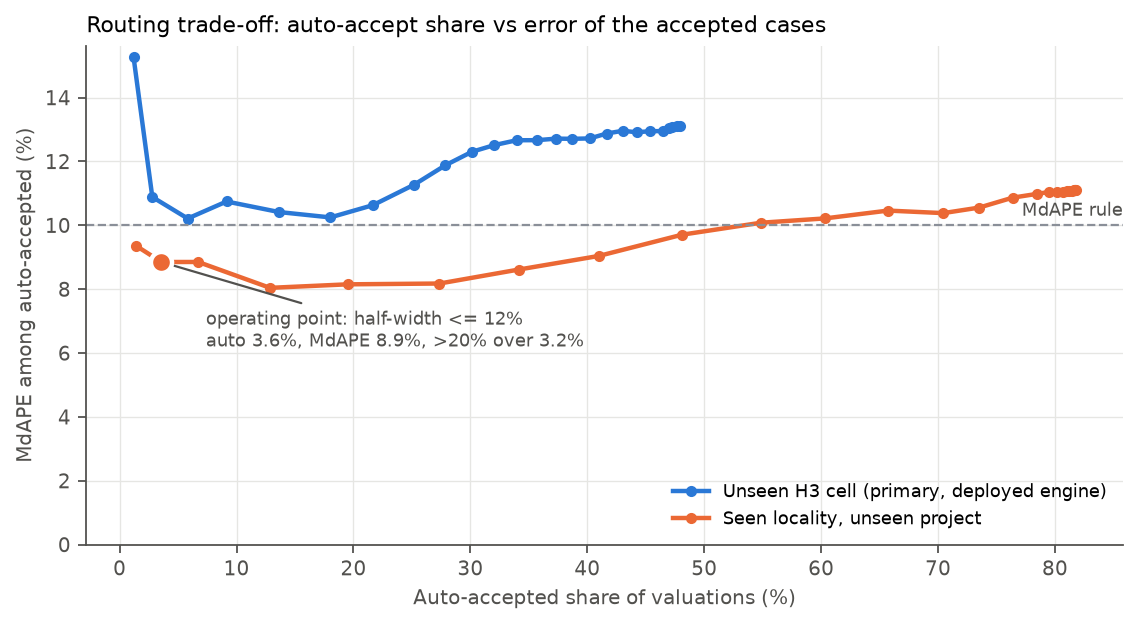 Routing trade-off: auto-accept share vs error of the accepted cases
MdAPE among auto-accepted (%)
14
12
10
8
6
4
2
0
MdAPE rule
operating point: half-width <= 12%
auto 3.6%, MdAPE 8.9%, >20% over 3.2%
Unseen H3 cell (primary, deployed engine)
Seen locality, unseen project
0 10 20 30 40 50 60 70 80
Auto-accepted share of valuations (%)